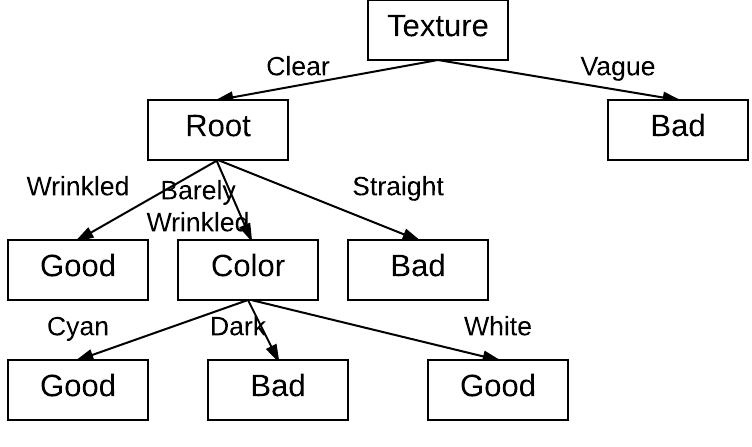 Texture
Clear
Vague
Root
Bad
Wrinkled
Barely
Wrinkled
Straight
Good
Color
Bad
Cyan
Dark
White
Good
Bad
Good